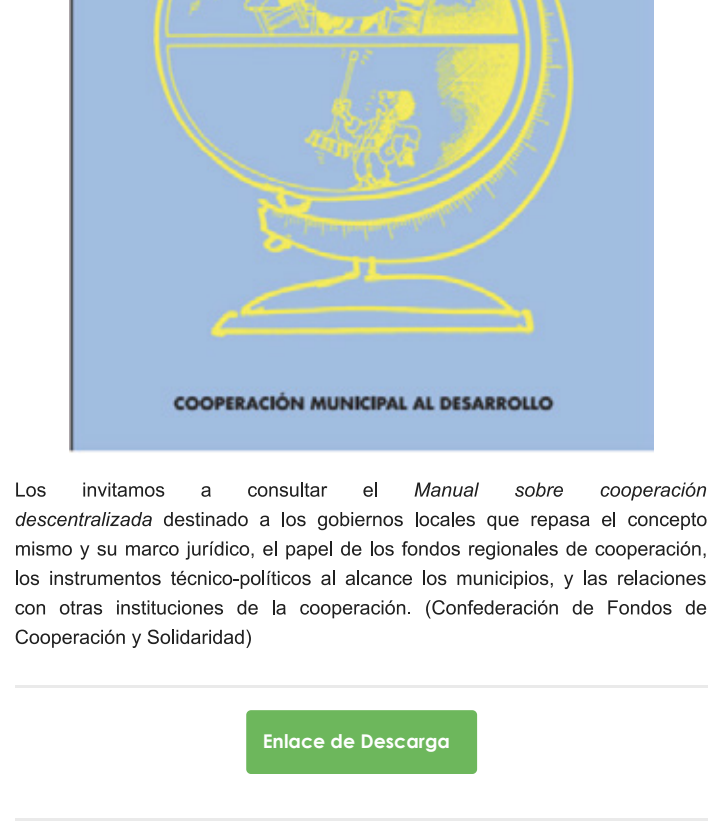 COOPERACIÓN MUNICIPAL AL DESARROLLO
Los invitamos a consultar el Manual sobre cooperación
descentralizada destinado a los gobiernos locales que repasa el concepto
mismo y su marco jurídico, el papel de los fondos regionales de cooperación,
los instrumentos técnico-políticos al alcance los municipios, y las relaciones
con otras instituciones de la cooperación. (Confederación de Fondos de
Cooperación y Solidaridad)
Enlace de Descarga